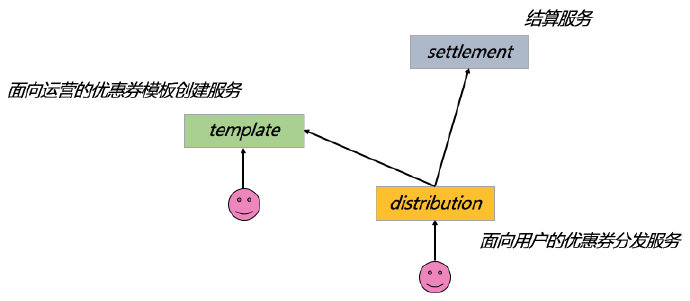 结算服务
settlement
面向运营的优惠券模板创建服务
template
distribution
面向用户的优惠券分发服务